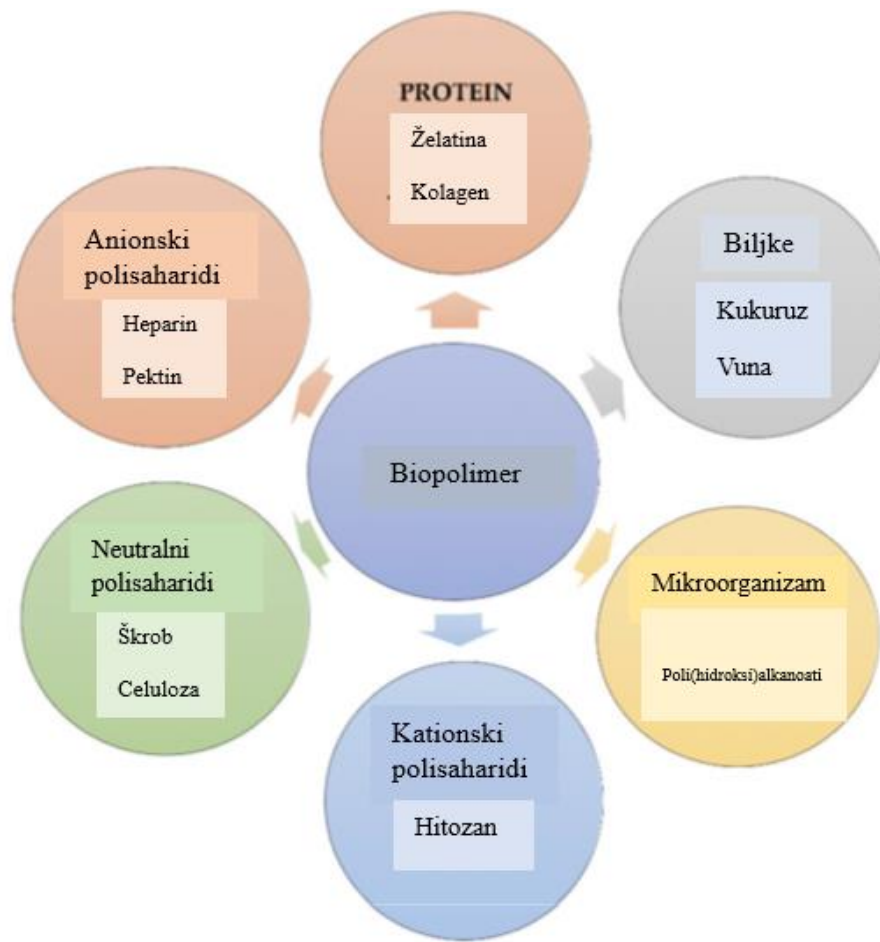 PROTEIN
Želatina
Kolagen
Anionski
polisaharidi
Heparin
Pektin
Biljke
Kukuruz
Vuna
Biopolimer
Neutralni
polisaharidi
Škrob
Celuloza
Mikroorganizam
Poli(hidroksi)alkanoati
Kationski
polisaharidi
Hitozan